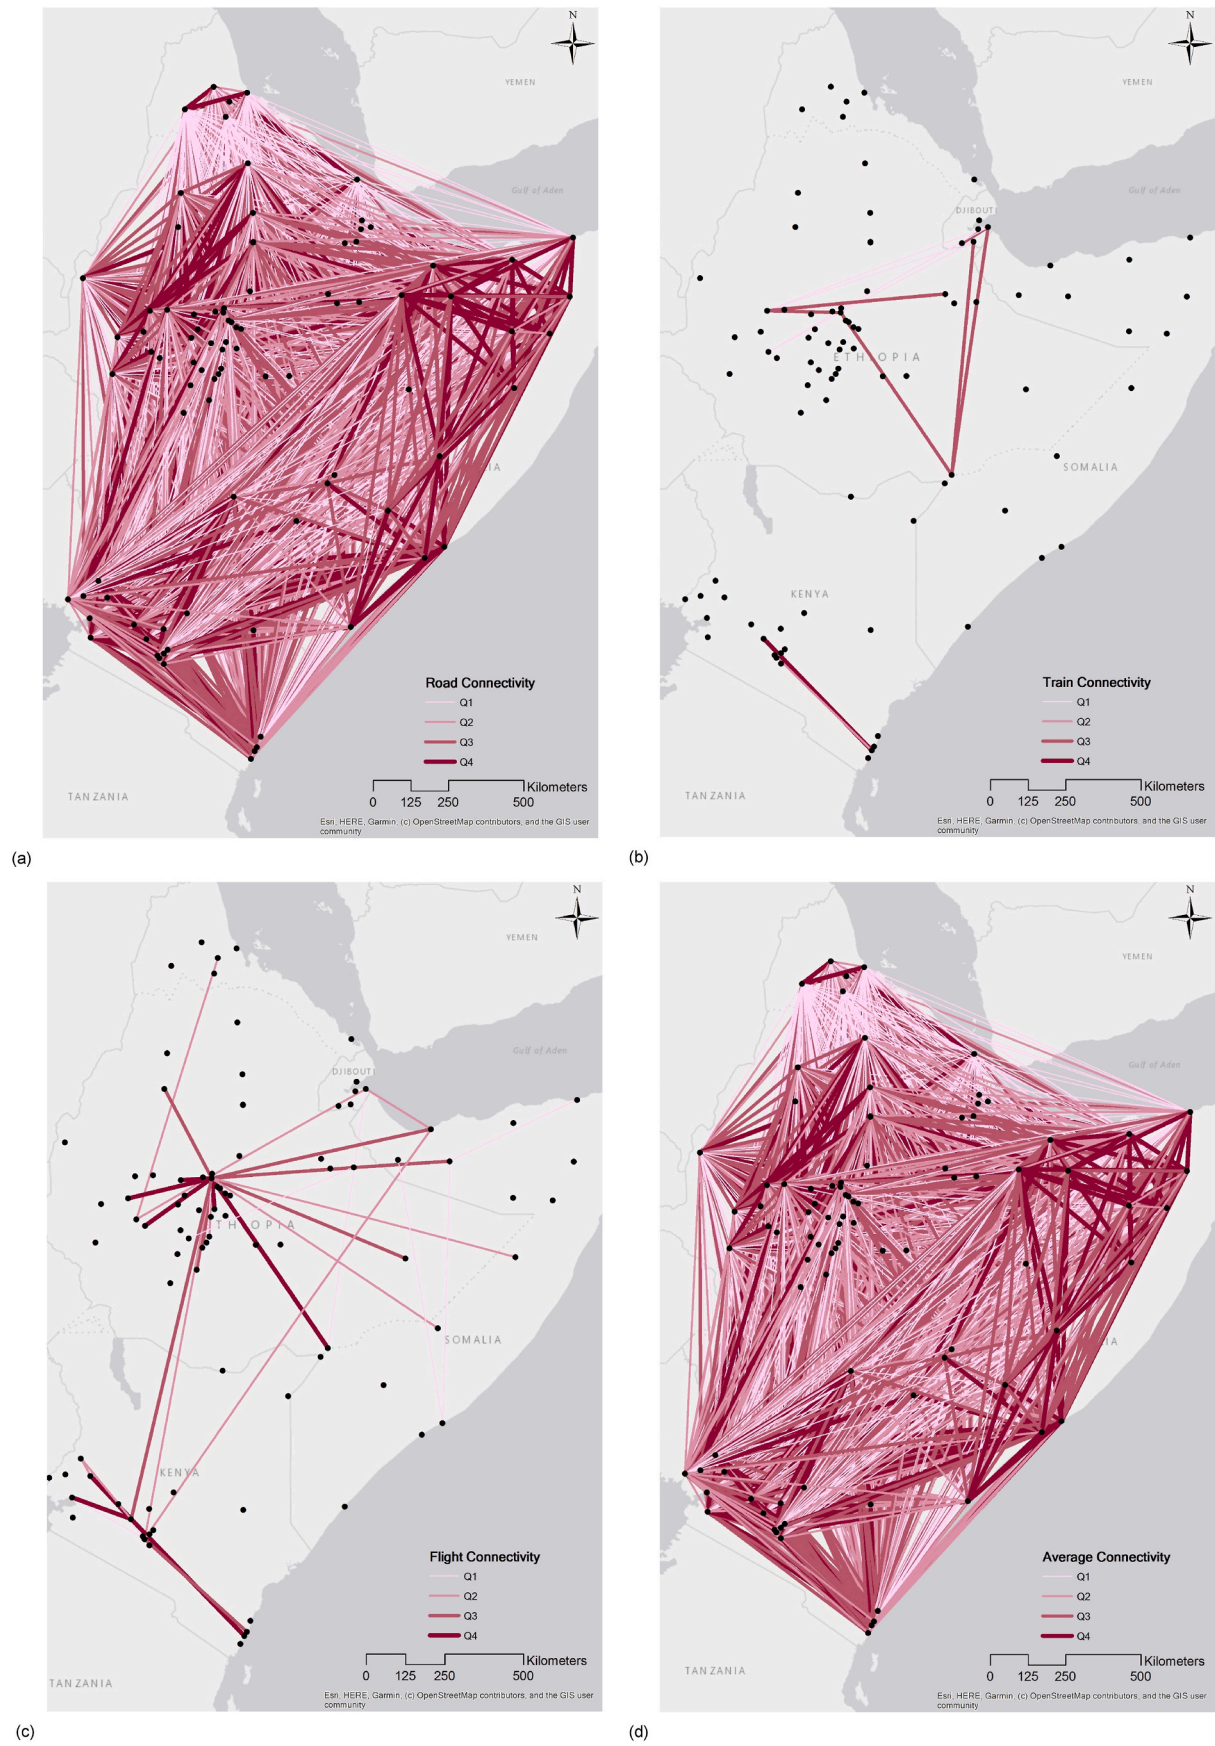 N
YEMEN
Gulf of Aden
IA
Road Connectivity
Q1
Q2
Q3
Q4
Kilometers
0 125 250 500
TANZANIA
Esri, HERE, Garmin, (c) OpenStreetMap contributors, and the GIS user
community
(a)
N
YEMEN
Gulf of Aden
DJIBOUTI
ETHIOPIA
SOMALIA
KENYA
Train Connectivity
Q1
Q2
Q3
Q4
Kilometers
0 125 250 500
TANZANIA
Esri, HERE, Garmin, (c) OpenStreetMap contributors, and the GIS user
community
(b)
N
YEMEN
Gulf of Aden
DJIBOUTI
THIOPIA
SOMALIA
KENYA
Flight Connectivity
Q1
Q2
Q3
Q4
Kilometers
0 125 250 500
TANZANIA
Esri, HERE, Garmin, (c) OpenStreetMap contributors, and the GIS user
community
(c)
N
YEMEN
Gulf of Aden
IA
Average Connectivity
Q1
Q2
Q3
Q4
Kilometers
0 125 250 500
TANZANIA
Esri, HERE, Garmin, (c) OpenStreetMap contributors, and the GIS user
community
(d)